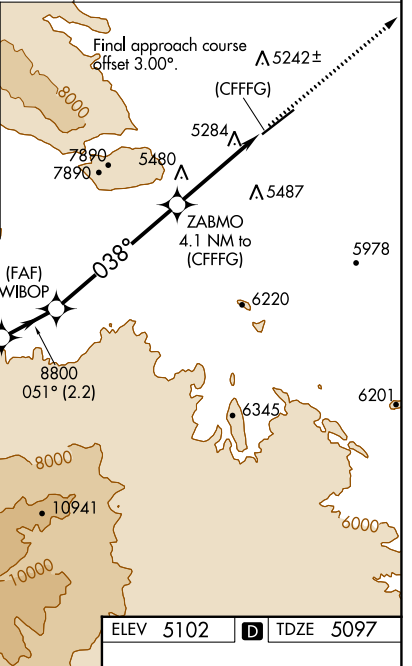 Final approach course
offset 3.00°.
5242±
8000
(CFFFG)
5284
7890
5480
7890
5487
ZABMO
4.1 NM to
(CFFFG)
038°
5978
(FAF)
WIBOP
6220
8800
051° (2.2)
6201
6345
8000
10941
6000
10000
ELEV 5102 D TDZE 5097